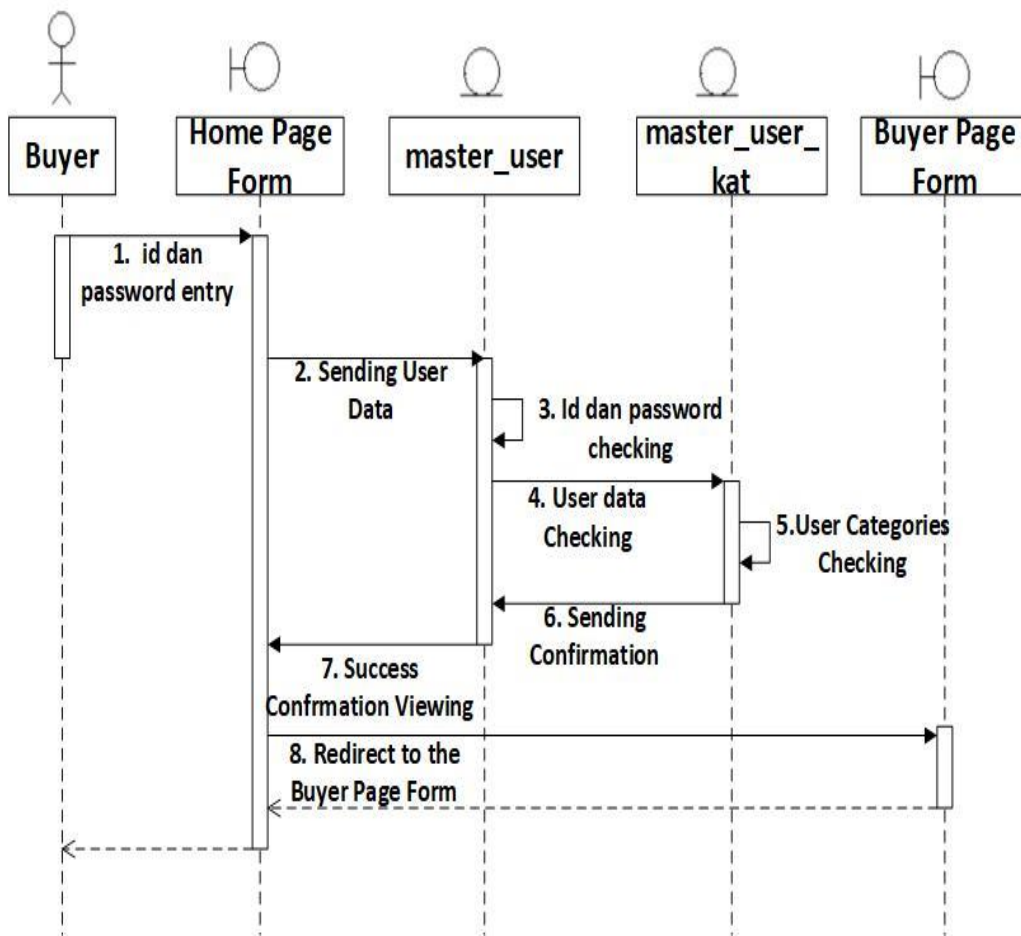 Buyer
Home Page
Form
master_user
master_user_
kat
Buyer Page
Form
1. id dan
password entry
2. Sending User
Data
3. Id dan password
checking
4. User data
Checking
5.User Categories
Checking
6. Sending
Confirmation
7. Success
Confrmation Viewing
8. Redirect to the
Buyer Page Form